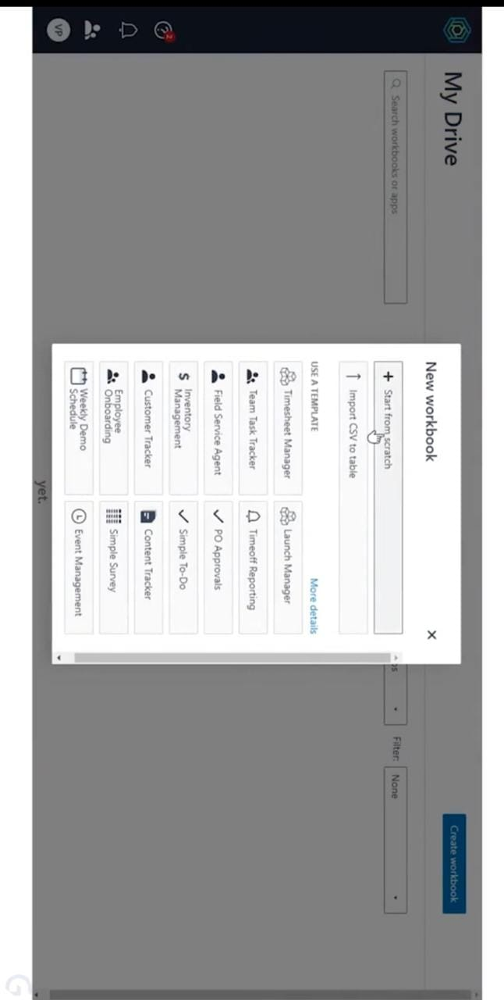 My Drive
Search workbooks or apps
Filter:
None
Create workbook
New workbook
Start from scratch
Import CSV to table
USE A TEMPLATE
More details
Timesheet Manager
Launch Manager
Team Task Tracker
Timeoff Reporting
Field Service Agent
PO Approvals
Inventory
Management
Simple To-Do
Customer Tracker
Content Tracker
Employee
Onboarding
Simple Survey
Weekly Demo
Schedule
Event Management
yet.
2
VP